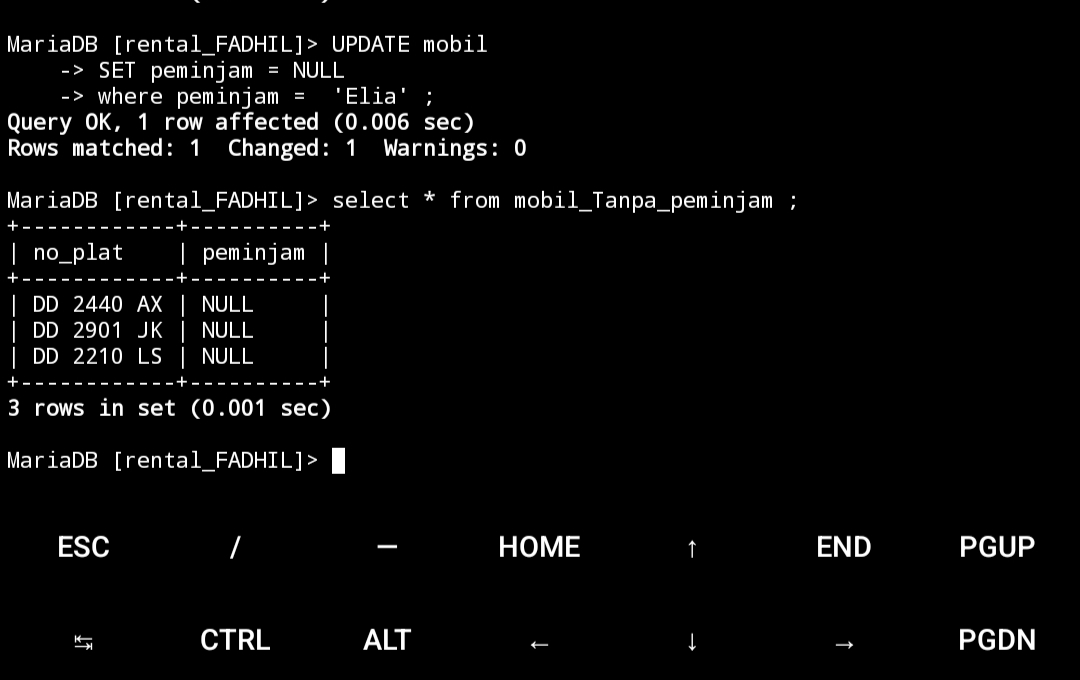 MariaDB [rental_FADHIL]> UPDATE mobil
    -> SET peminjam = NULL
    -> where peminjam =  'Elia' ;
Query OK, 1 row affected (0.006 sec)
Rows matched: 1  Changed: 1  Warnings: 0
MariaDB [rental_FADHIL]> select * from mobil_Tanpa_peminjam ;
+------------+----------+
| no_plat    | peminjam |
+------------+----------+
| DD 2440 AX | NULL     |
| DD 2901 JK | NULL     |
| DD 2210 LS | NULL     |
+------------+----------+
3 rows in set (0.001 sec)
MariaDB [rental_FADHIL]>
ESC / — HOME ↑ END PGUP
↹ CTRL ALT ← ↓ → PGDN